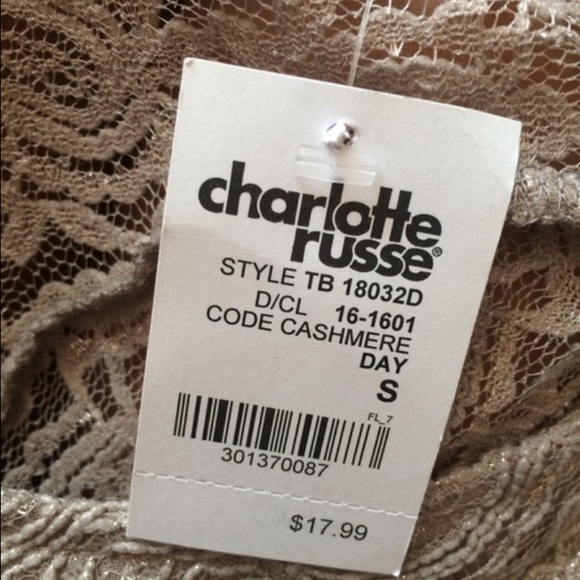 charlotte
russe®
STYLE TB 18032D
D/CL 16-1601
CODE CASHMERE
DAY
S
FL_7
301370087
$17.99